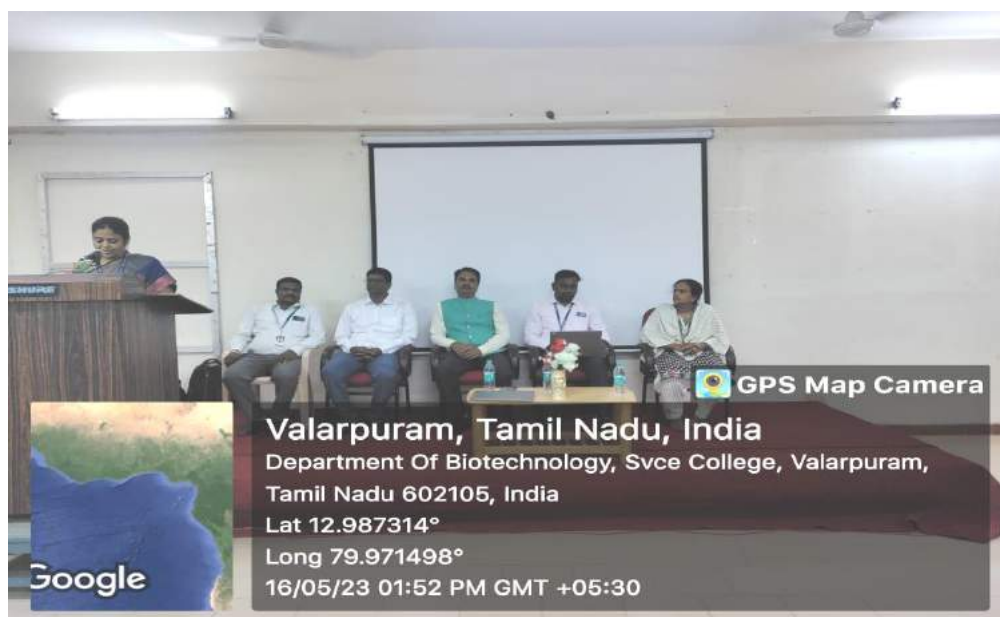 SHURE
GPS Map Camera
Valarpuram, Tamil Nadu, India
Department Of Biotechnology, Svce College, Valarpuram,
Tamil Nadu 602105, India
Lat 12.987314°
Long 79.971498°
16/05/23 01:52 PM GMT +05:30
Google